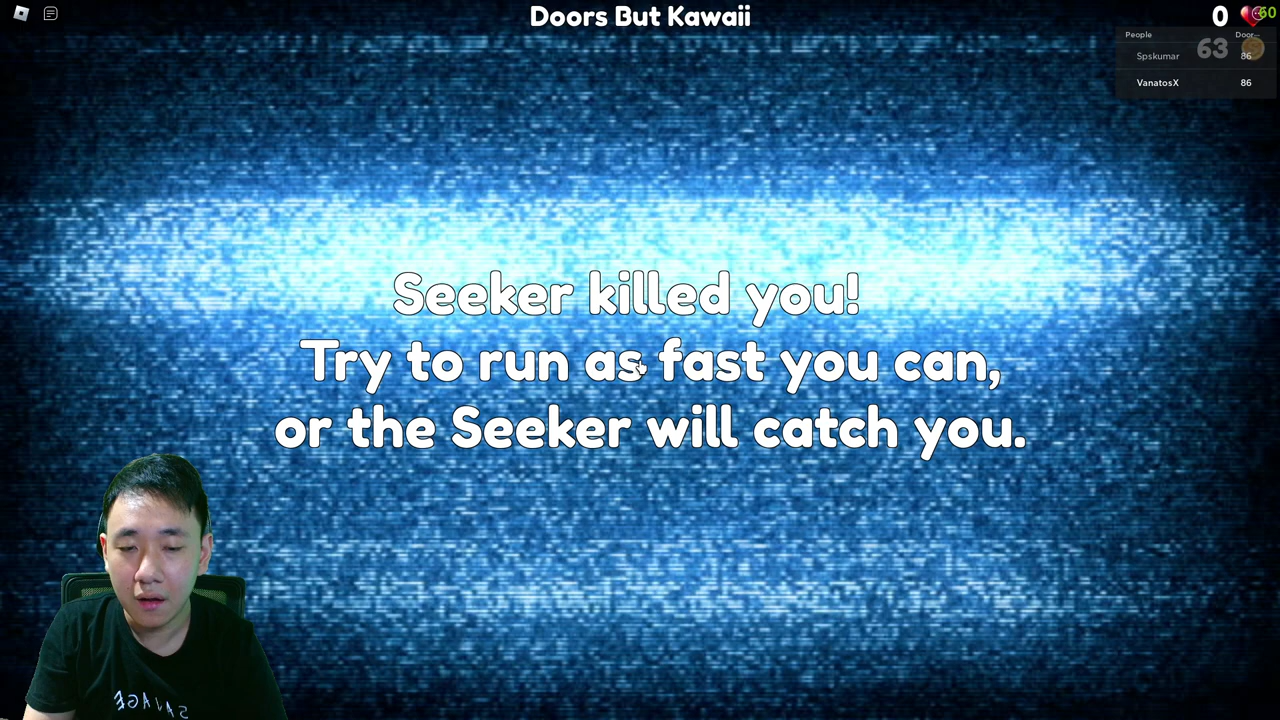 Doors But Kawaii
0
60
People Door...
63
Spskumar 86
VanatosX 86
Seeker killed you!
Try to run as fast you can,
or the Seeker will catch you.
SAVAGE